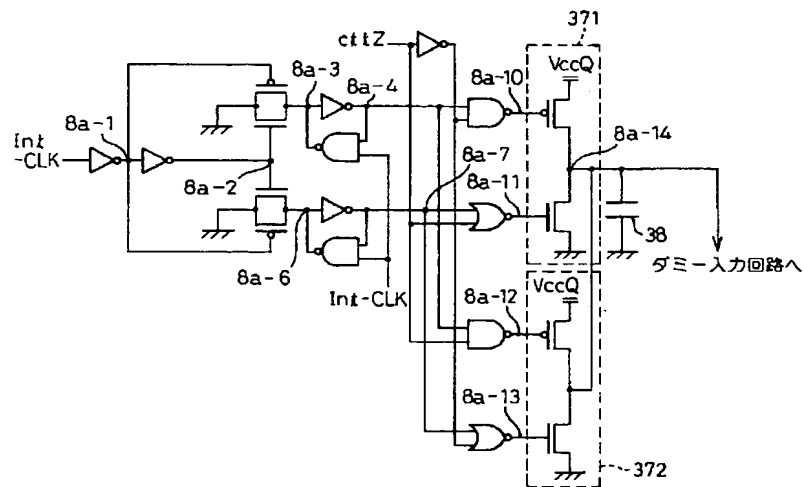 371
cttZ
VccQ
8a-3
8a-4
8a-10
8a-1
Int
-CLK
8a-14
8a-7
8a-2
8a-11
38
8a-6
ダミー入力回路へ
Int-CLK
VccQ
8a-12
8a-13
372